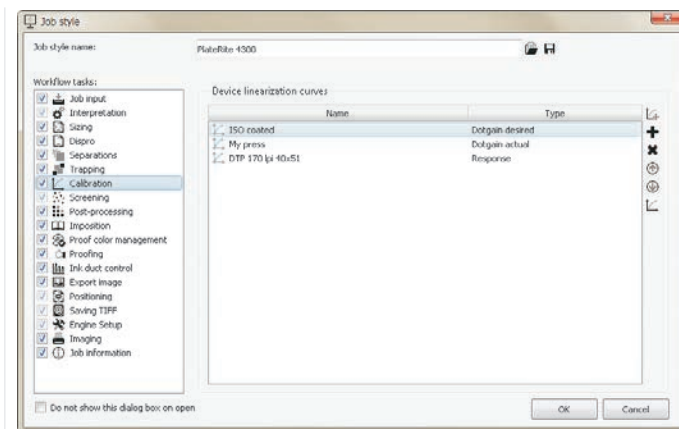 Job style
Job style name:
PlateRite 4300
Workflow tasks:
Job input
Interpretation
Sizing
Dispro
Separations
Trapping
Calibration
Screening
Post-processing
Imposition
Proof color management
Proofing
Ink duct control
Export image
Positioning
Saving TIFF
Engine Setup
Imaging
Job information
Device linearization curves
Name Type
ISO coated Dotgain desired
My press Dotgain actual
DTP 170 lpi 40x51 Response
Do not show this dialog box on open
OK Cancel